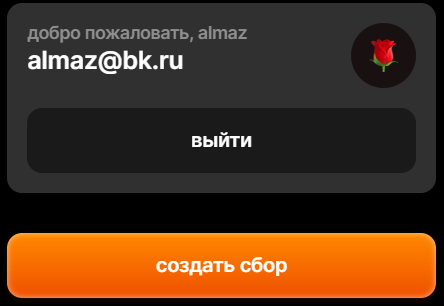 добро пожаловать, almaz
almaz@bk.ru
выйти
создать сбор